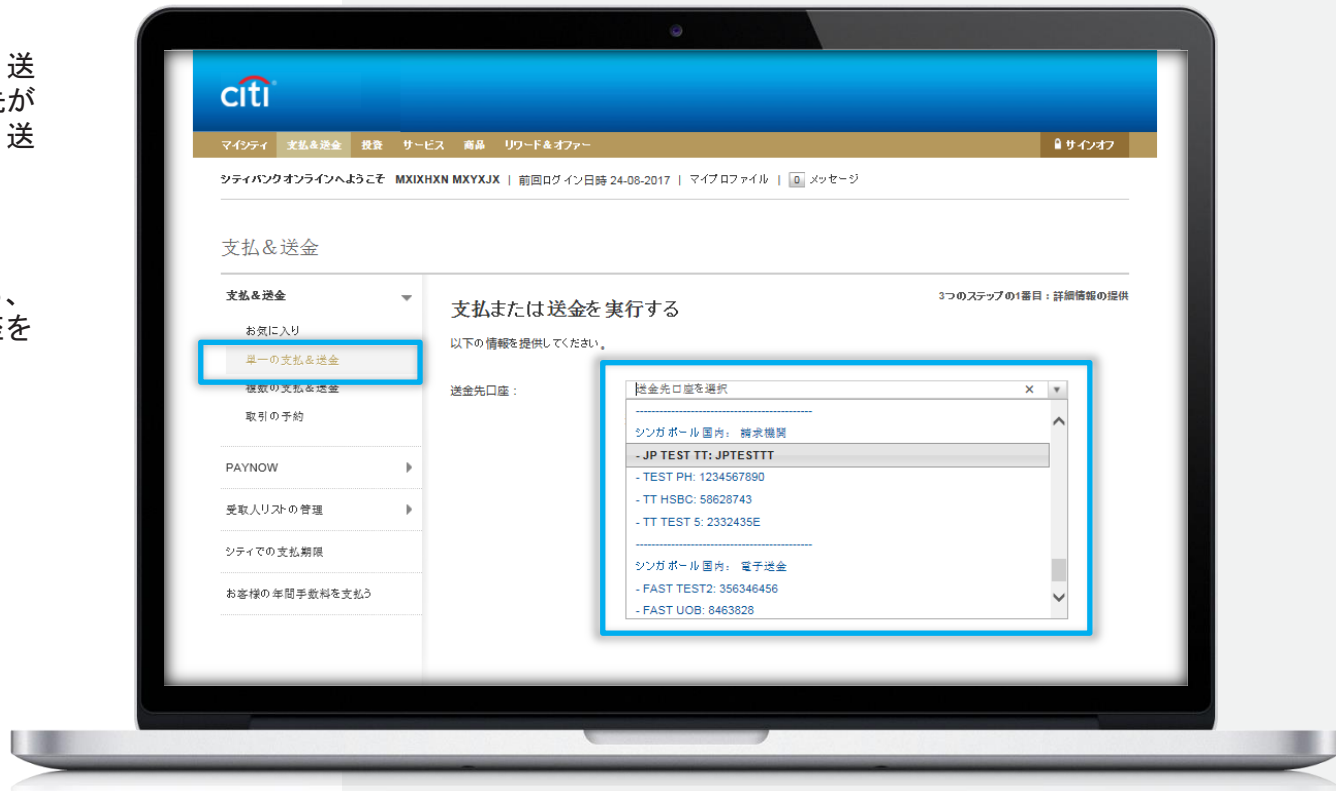 送
が
送
、
を
citi
マイシティ 支払&送金 投資 サービス 商品 リワード&オファー サインオフ
シティバンクオンラインへようこそ MXIXHXN MXYXJX | 前回ログイン日時 24-08-2017 | マイプロファイル | 0 メッセージ
支払&送金
支払&送金
お気に入り
単一の支払&送金
複数の支払&送金
取引の予約
PAYNOW
受取人リストの管理
シティでの支払期限
お客様の年間手数料を支払う
支払または送金を実行する
3つのステップの1番目:詳細情報の提供
以下の情報を提供してください。
送金先口座:
送金先口座を選択
---------------------------------------------
シンガポール国内: 請求機関
- JP TEST TT: JPTESTTT
- TEST PH: 1234567890
- TT HSBC: 58628743
- TT TEST 5: 2332435E
---------------------------------------------
シンガポール国内: 電子送金
- FAST TEST2: 356346456
- FAST UOB: 8463828